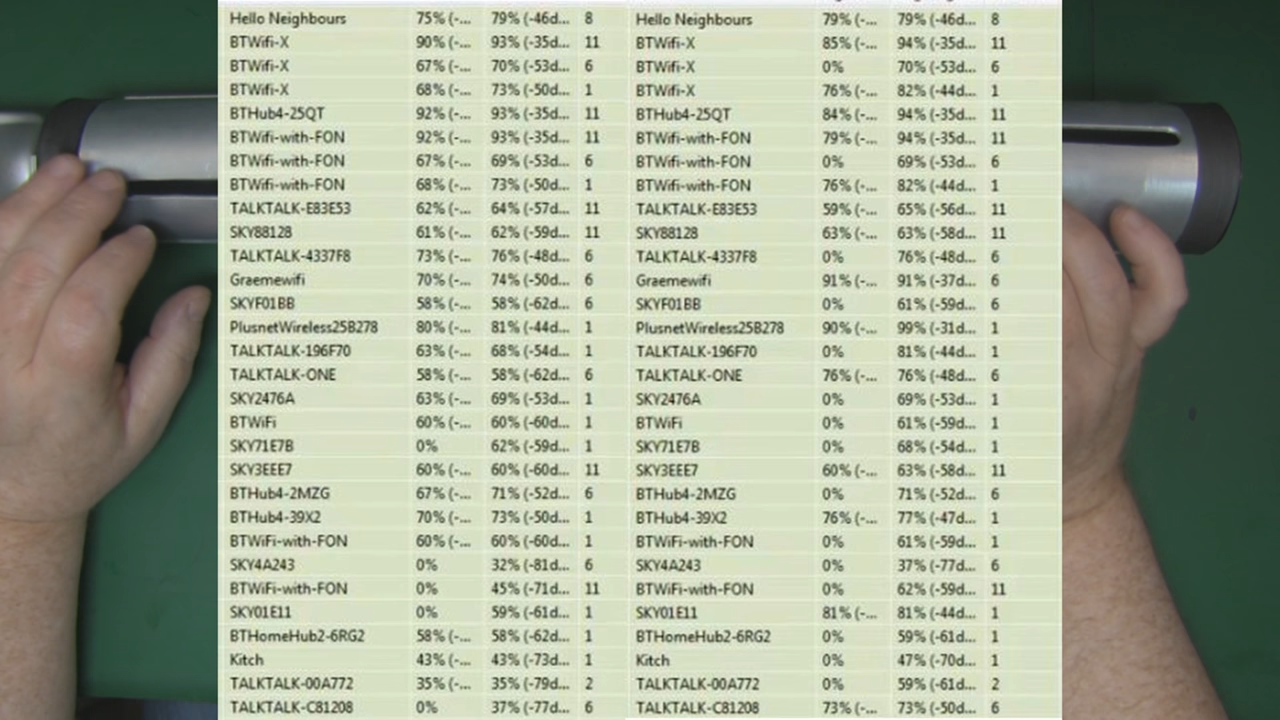 Hello Neighbours 75% (-... 79% (-46d... 8 Hello Neighbours 79% (-... 79% (-46d... 8
BTWifi-X 90% (-... 93% (-35d... 11 BTWifi-X 85% (-... 94% (-35d... 11
BTWifi-X 67% (-... 70% (-53d... 6 BTWifi-X 0% 70% (-53d... 6
BTWifi-X 68% (-... 73% (-50d... 1 BTWifi-X 76% (-... 82% (-44d... 1
BTHub4-25QT 92% (-... 93% (-35d... 11 BTHub4-25QT 84% (-... 94% (-35d... 11
BTWifi-with-FON 92% (-... 93% (-35d... 11 BTWifi-with-FON 79% (-... 94% (-35d... 11
BTWifi-with-FON 67% (-... 69% (-53d... 6 BTWifi-with-FON 0% 69% (-53d... 6
BTWifi-with-FON 68% (-... 73% (-50d... 1 BTWifi-with-FON 76% (-... 82% (-44d... 1
TALKTALK-E83E53 62% (-... 64% (-57d... 11 TALKTALK-E83E53 59% (-... 65% (-56d... 11
SKY88128 61% (-... 62% (-59d... 11 SKY88128 63% (-... 63% (-58d... 11
TALKTALK-4337F8 73% (-... 76% (-48d... 6 TALKTALK-4337F8 0% 76% (-48d... 6
Graemewifi 70% (-... 74% (-50d... 6 Graemewifi 91% (-... 91% (-37d... 6
SKYF01BB 58% (-... 58% (-62d... 6 SKYF01BB 0% 61% (-59d... 6
PlusnetWireless25B278 80% (-... 81% (-44d... 1 PlusnetWireless25B278 90% (-... 99% (-31d... 1
TALKTALK-196F70 63% (-... 68% (-54d... 1 TALKTALK-196F70 0% 81% (-44d... 1
TALKTALK-ONE 58% (-... 58% (-62d... 6 TALKTALK-ONE 76% (-... 76% (-48d... 6
SKY2476A 63% (-... 69% (-53d... 1 SKY2476A 0% 69% (-53d... 1
BTWiFi 60% (-... 60% (-60d... 1 BTWiFi 0% 61% (-59d... 1
SKY71E7B 0% 62% (-59d... 1 SKY71E7B 0% 68% (-54d... 1
SKY3EEE7 60% (-... 60% (-60d... 11 SKY3EEE7 60% (-... 63% (-58d... 11
BTHub4-2MZG 67% (-... 71% (-52d... 6 BTHub4-2MZG 0% 71% (-52d... 6
BTHub4-39X2 70% (-... 73% (-50d... 1 BTHub4-39X2 76% (-... 77% (-47d... 1
BTWiFi-with-FON 60% (-... 60% (-60d... 1 BTWiFi-with-FON 0% 61% (-59d... 1
SKY4A243 0% 32% (-81d... 6 SKY4A243 0% 37% (-77d... 6
BTWiFi-with-FON 0% 45% (-71d... 11 BTWiFi-with-FON 0% 62% (-59d... 11
SKY01E11 0% 59% (-61d... 1 SKY01E11 81% (-... 81% (-44d... 1
BTHomeHub2-6RG2 58% (-... 58% (-62d... 1 BTHomeHub2-6RG2 0% 59% (-61d... 1
Kitch 43% (-... 43% (-73d... 1 Kitch 0% 47% (-70d... 1
TALKTALK-00A772 35% (-... 35% (-79d... 2 TALKTALK-00A772 0% 59% (-61d... 2
TALKTALK-C81208 0% 37% (-77d... 6 TALKTALK-C81208 73% (-... 73% (-50d... 6